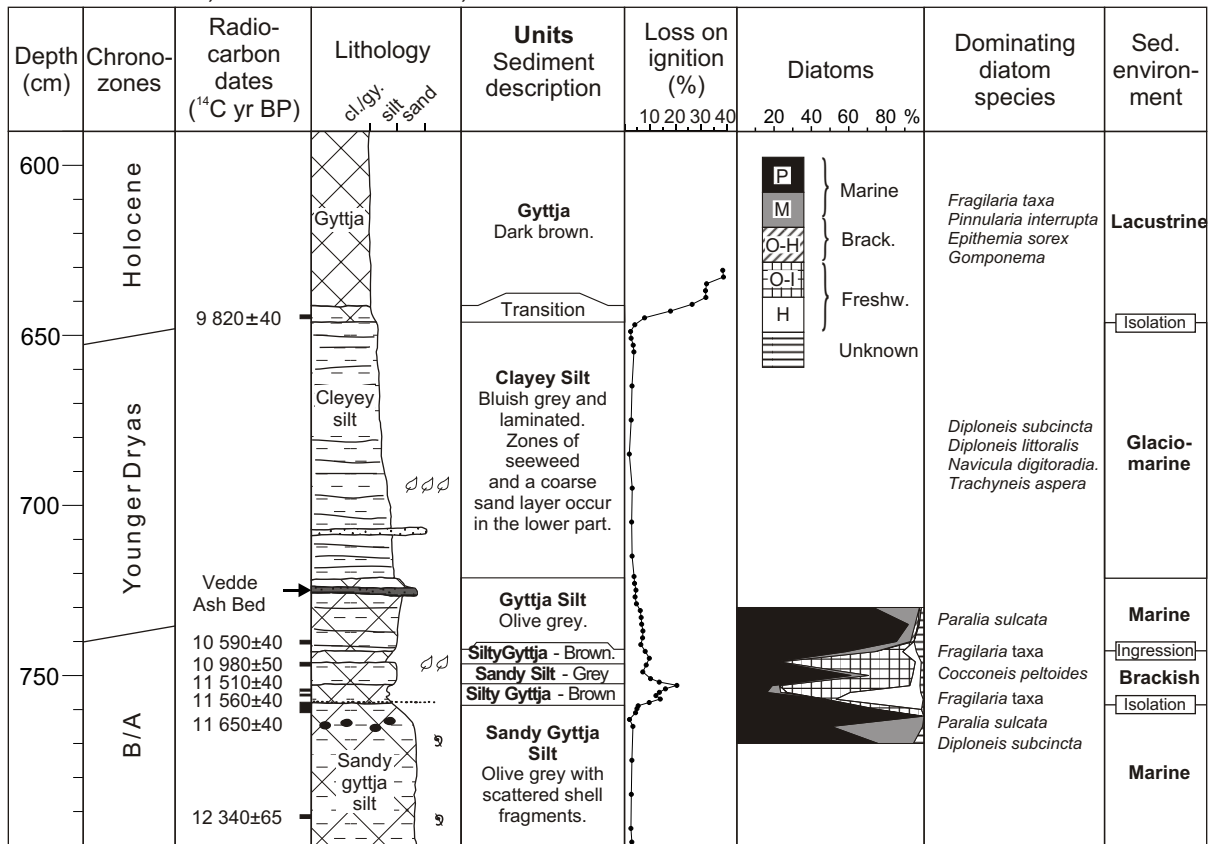 Depth
(cm)
Chrono-
zones
Radio-
carbon
dates
(¹⁴C yr BP)
Lithology
cl./gy.
silt
sand
Units
Sediment
description
Loss on
ignition
(%)
10 20 30 40
Diatoms
20 40 60 80 %
Dominating
diatom
species
Sed.
environ-
ment
600
650
700
750
Holocene
Younger Dryas
B/A
9 820±40
Vedde
Ash Bed
10 590±40
10 980±50
11 510±40
11 560±40
11 650±40
12 340±65
Gyttja
Cleyey
silt
Sandy
gyttja
silt
Gyttja
Dark brown.
Transition
Clayey Silt
Bluish grey and
laminated.
Zones of
seeweed
and a coarse
sand layer occur
in the lower part.
Gyttja Silt
Olive grey.
Silty Gyttja - Brown.
Sandy Silt - Grey
Silty Gyttja - Brown
Sandy Gyttja
Silt
Olive grey with
scattered shell
fragments.
P
M
O-H
O-I
H
Marine
Brack.
Freshw.
Unknown
Fragilaria taxa
Pinnularia interrupta
Epithemia sorex
Gomponema
Diploneis subcincta
Diploneis littoralis
Navicula digitoradia.
Trachyneis aspera
Paralia sulcata
Fragilaria taxa
Cocconeis peltoides
Fragilaria taxa
Paralia sulcata
Diploneis subcincta
Lacustrine
Isolation
Glacio-
marine
Marine
Ingression
Brackish
Isolation
Marine